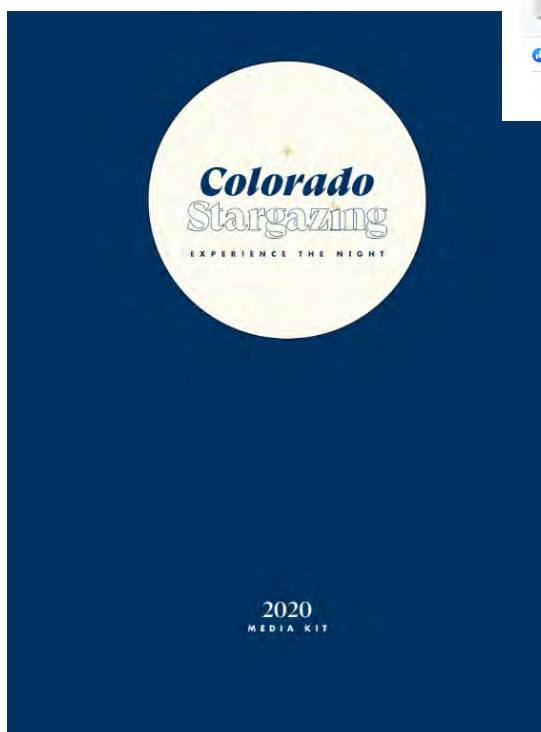 Colorado
Stargazing
EXPERIENCE THE NIGHT
2020
MEDIA KIT